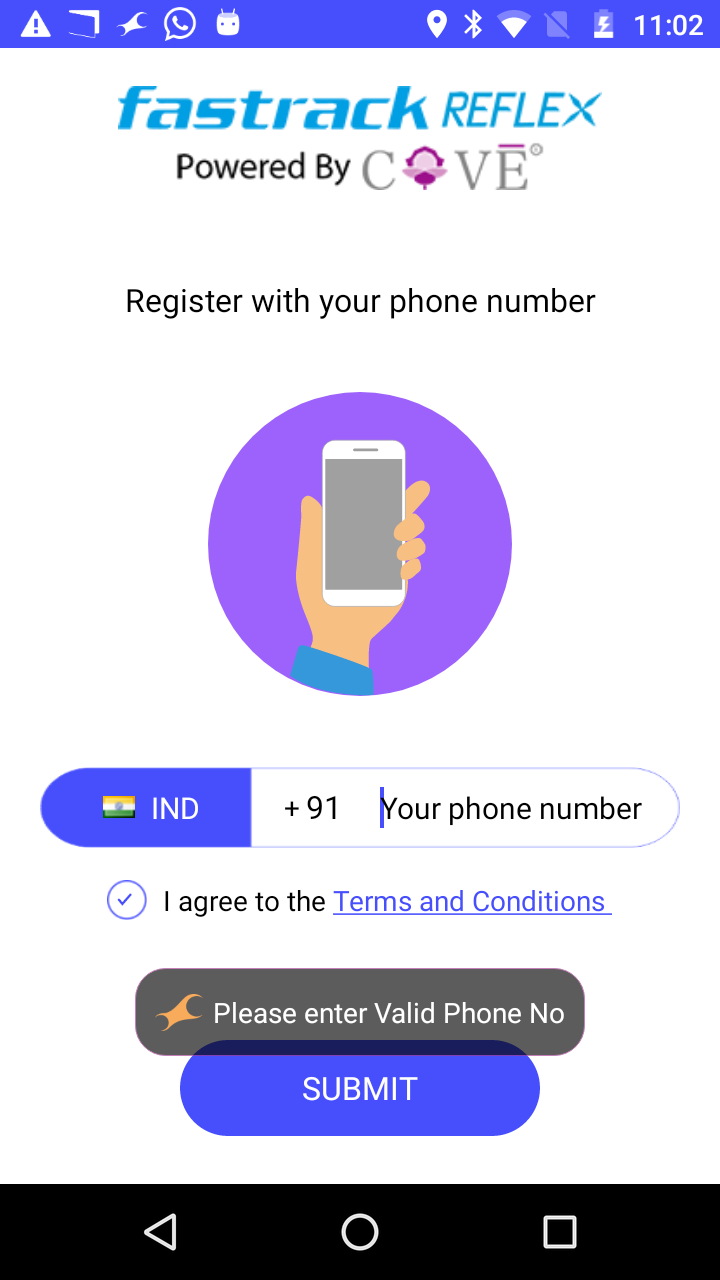 11:02
fastrack REFLEX
Powered By COVE®
Register with your phone number
IND +91 Your phone number
I agree to the Terms and Conditions
Please enter Valid Phone No
SUBMIT